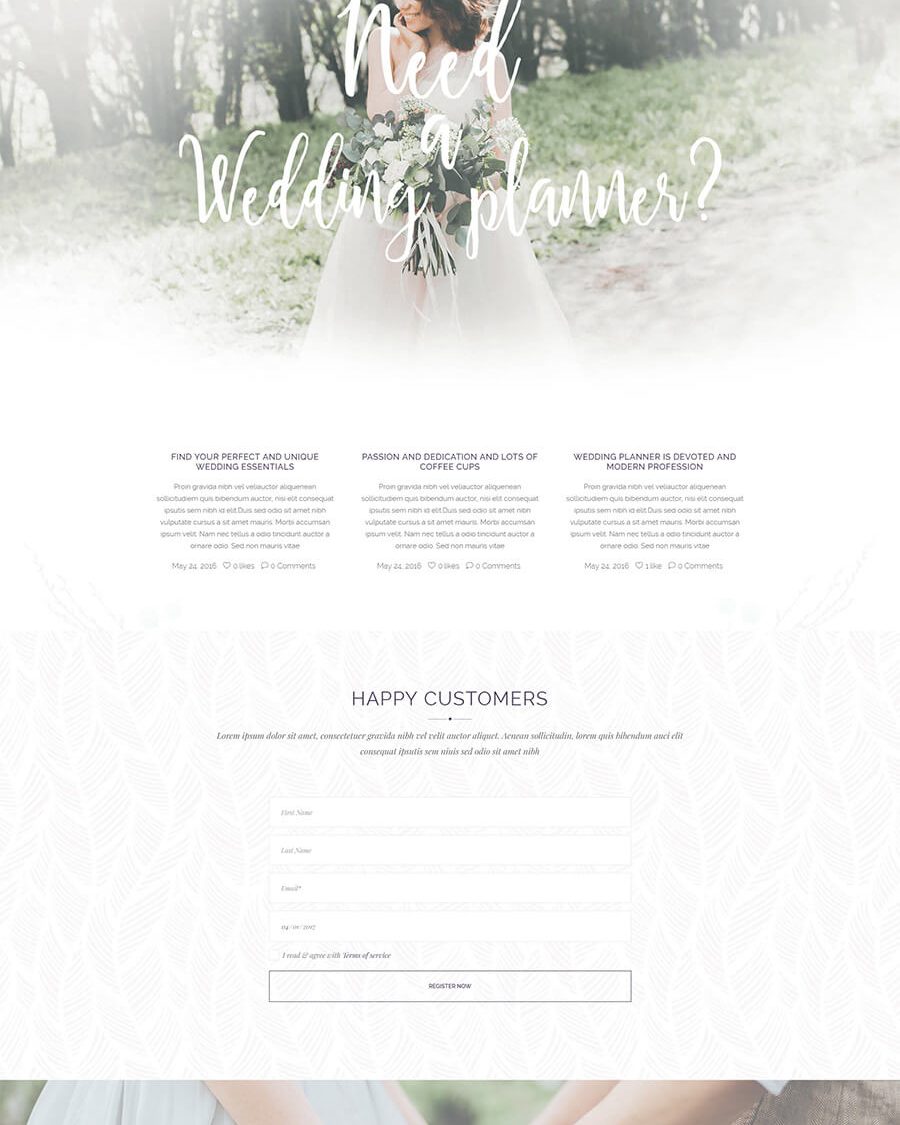 Need
a
Wedding planner?
FIND YOUR PERFECT AND UNIQUE
WEDDING ESSENTIALS
Proin gravida nibh vel veliauctor aliquenean
sollicitudiem quis bibendum auctor, nisi elit consequat
ipsutis sem nibh id elit.Duis sed odio sit amet nibh
vulputate cursus a sit amet mauris. Morbi accumsan
ipsum velit. Nam nec tellus a odio tincidunt auctor a
ornare odio. Sed non mauris vitae
May 24, 2016 0 likes 0 Comments
PASSION AND DEDICATION AND LOTS OF
COFFEE CUPS
Proin gravida nibh vel veliauctor aliquenean
sollicitudiem quis bibendum auctor, nisi elit consequat
ipsutis sem nibh id elit.Duis sed odio sit amet nibh
vulputate cursus a sit amet mauris. Morbi accumsan
ipsum velit. Nam nec tellus a odio tincidunt auctor a
ornare odio. Sed non mauris vitae
May 24, 2016 0 likes 0 Comments
WEDDING PLANNER IS DEVOTED AND
MODERN PROFESSION
Proin gravida nibh vel veliauctor aliquenean
sollicitudiem quis bibendum auctor, nisi elit consequat
ipsutis sem nibh id elit.Duis sed odio sit amet nibh
vulputate cursus a sit amet mauris. Morbi accumsan
ipsum velit. Nam nec tellus a odio tincidunt auctor a
ornare odio. Sed non mauris vitae
May 24, 2016 1 like 0 Comments
HAPPY CUSTOMERS
Lorem ipsum dolor sit amet, consectetuer gravida nibh vel velit auctor aliquet. Aenean sollicitudin, lorem quis bibendum auci elit
consequat ipsutis sem niuis sed odio sit amet nibh
First Name
Last Name
Email*
04/01/2017
I read & agree with Terms of service
REGISTER NOW